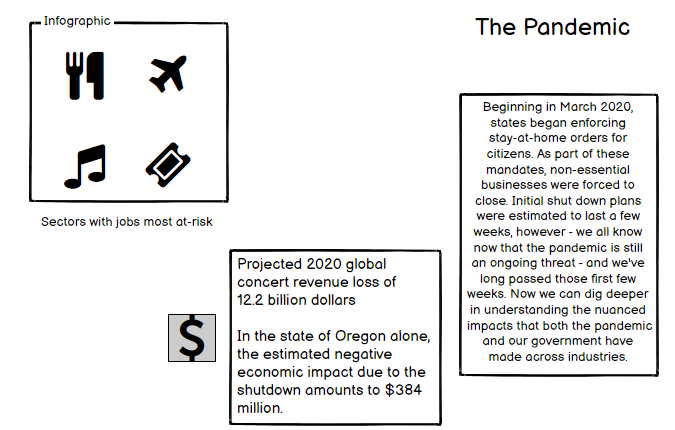 Infographic
Sectors with jobs most at-risk
The Pandemic
Beginning in March 2020,
states began enforcing
stay-at-home orders for
citizens. As part of these
mandates, non-essential
businesses were forced to
close. Initial shut down plans
were estimated to last a few
weeks, however - we all know
now that the pandemic is still
an ongoing threat - and we've
long passed those first few
weeks. Now we can dig deeper
in understanding the nuanced
impacts that both the pandemic
and our government have
made across industries.
$
Projected 2020 global
concert revenue loss of
12.2 billion dollars
In the state of Oregon alone,
the estimated negative
economic impact due to the
shutdown amounts to $384
million.